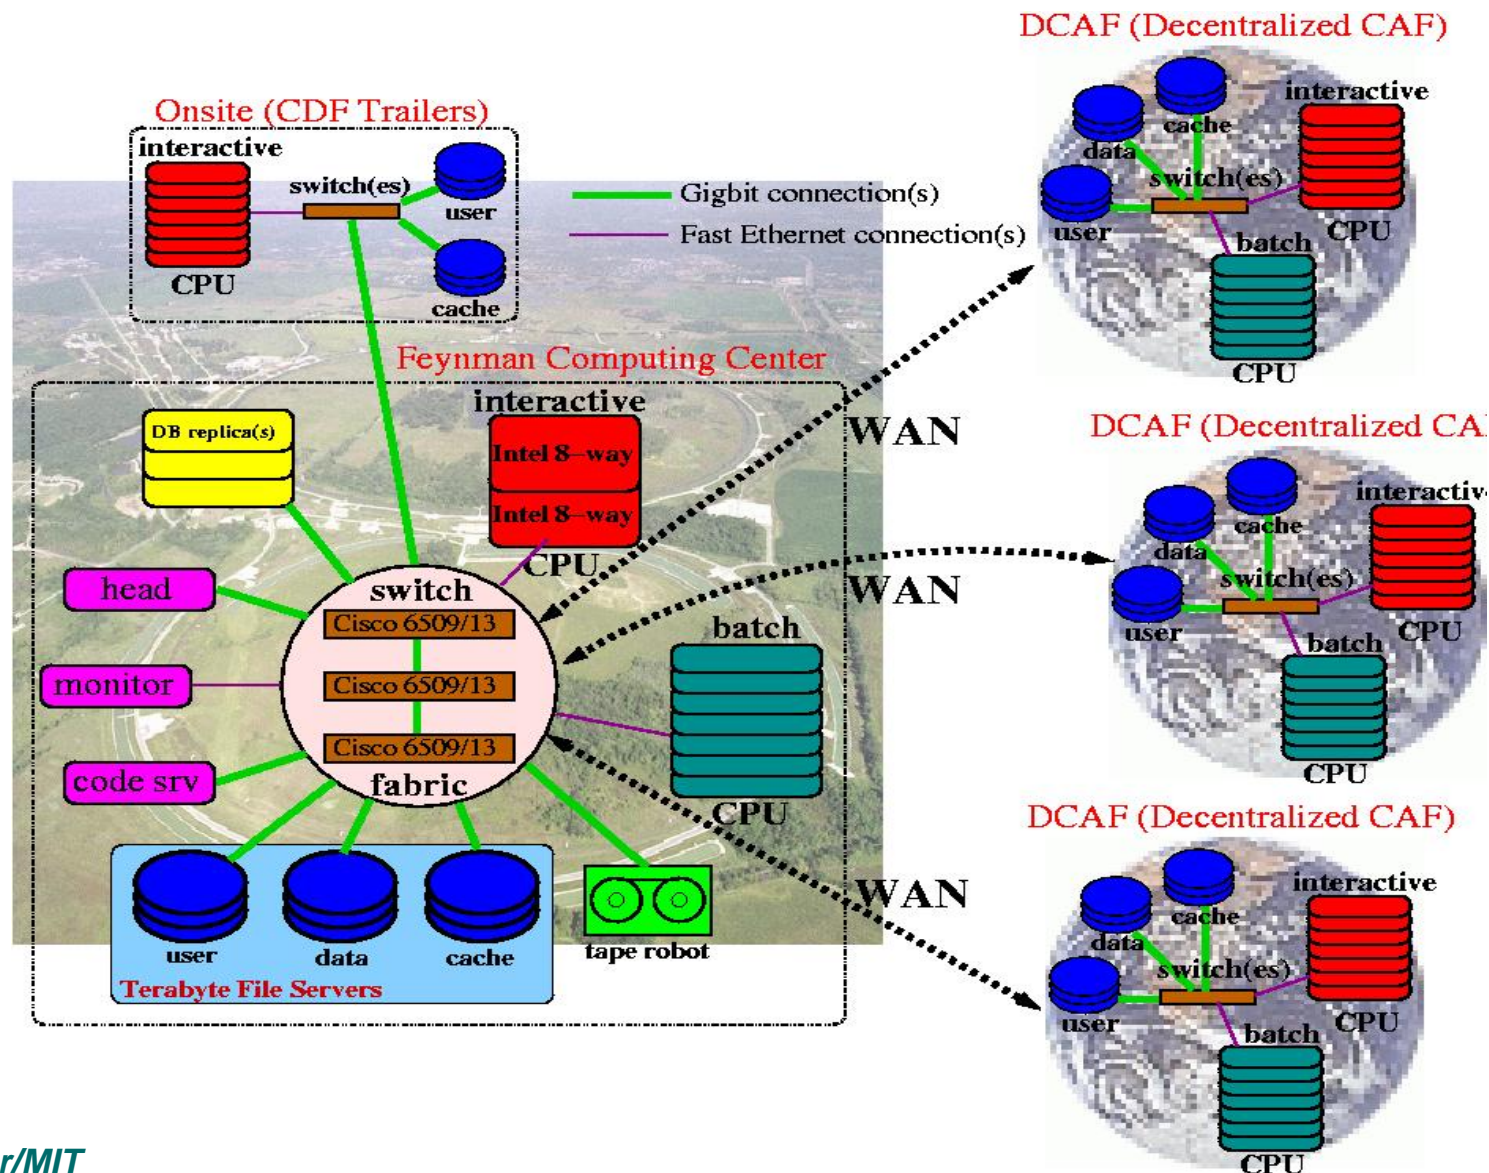 DCAF (Decentralized CAF)
interactive
cache
data
switch(es)
user
CPU
batch
CPU
Onsite (CDF Trailers)
interactive
switch(es)
user
CPU
cache
Gigbit connection(s)
Fast Ethernet connection(s)
Feynman Computing Center
interactive
DB replica(s)
Intel 8-way
Intel 8-way
CPU
WAN
WAN
WAN
head
switch
Cisco 6509/13
monitor
Cisco 6509/13
Cisco 6509/13
code srv
fabric
batch
CPU
user
data
cache
tape robot
Terabyte File Servers
DCAF (Decentralized CA
interactiv
cache
data
switch(es)
user
CPU
batch
CPU
DCAF (Decentralized CAF)
interactive
cache
data
switch(es)
user
CPU
batch
CPU
r/MIT